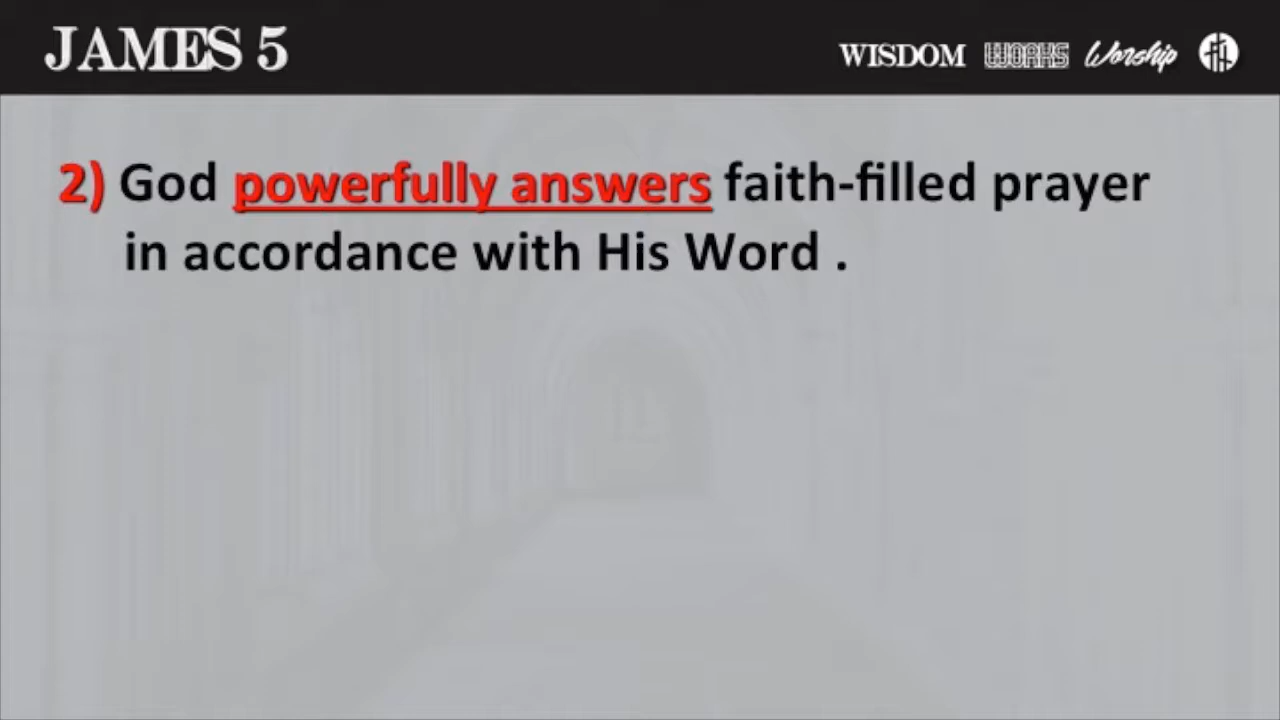 JAMES 5
WISDOM WORKS Worship
2) God powerfully answers faith-filled prayer
in accordance with His Word .